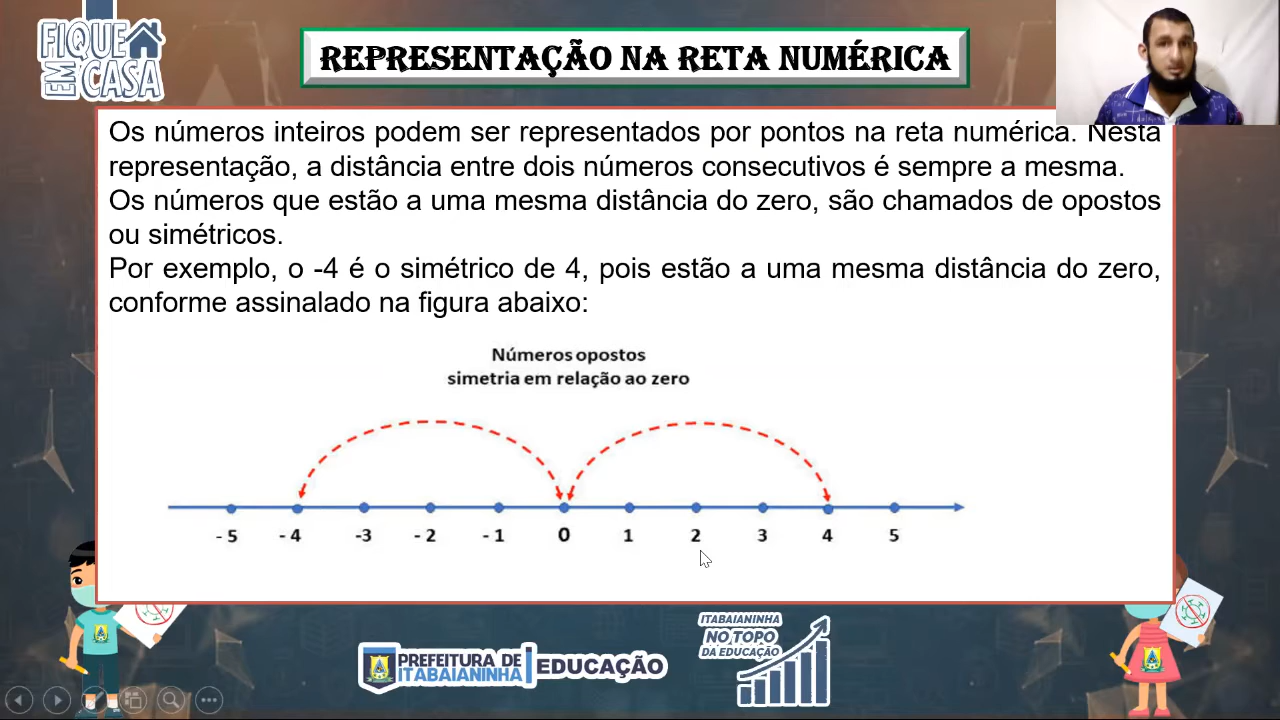 FIQUE
EM
CASA
REPRESENTAÇÃO NA RETA NUMÉRICA
Os números inteiros podem ser representados por pontos na reta numérica. Nesta
representação, a distância entre dois números consecutivos é sempre a mesma.
Os números que estão a uma mesma distância do zero, são chamados de opostos
ou simétricos.
Por exemplo, o -4 é o simétrico de 4, pois estão a uma mesma distância do zero,
conforme assinalado na figura abaixo:
Números opostos
simetria em relação ao zero
- 5 - 4 -3 - 2 - 1 0 1 2 3 4 5
ITABAIANINHA
NO TOPO
DA EDUCAÇÃO
PREFEITURA DE
ITABAIANINHA
EDUCAÇÃO